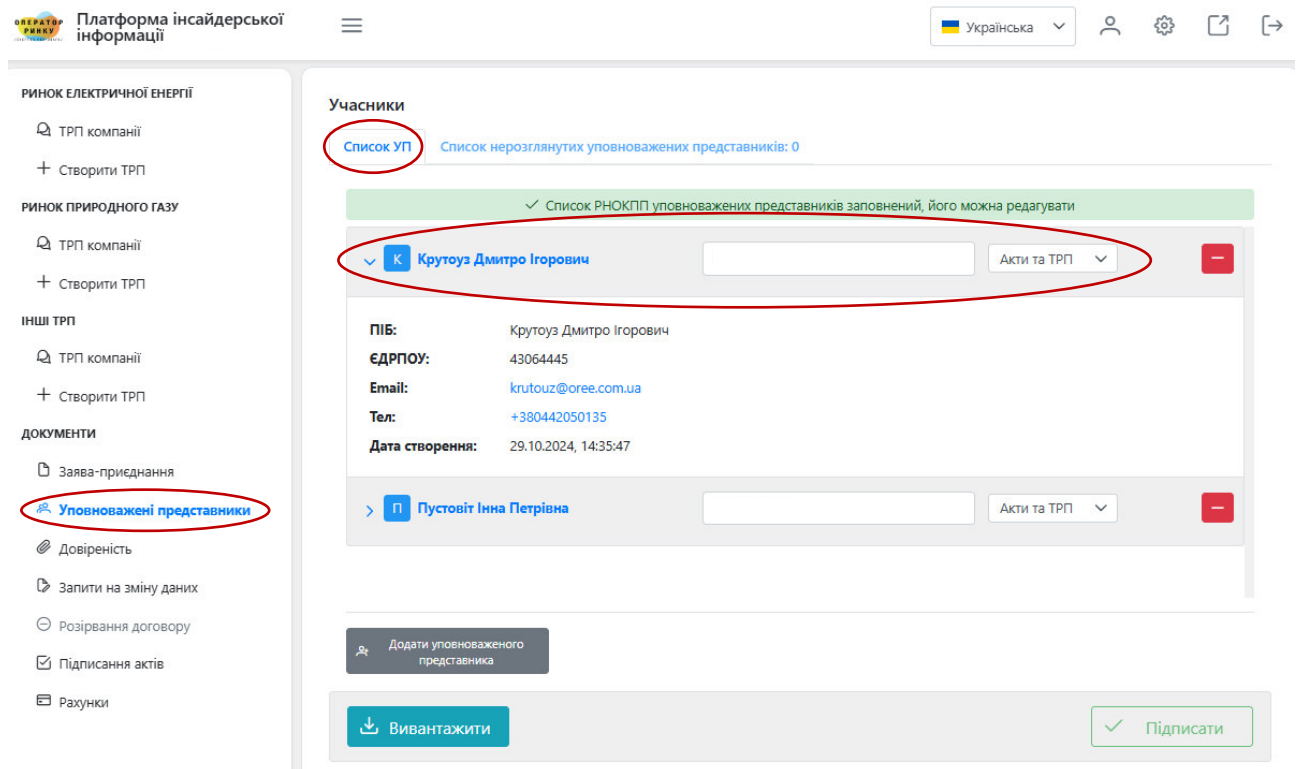 ОПЕРАТОР
РИНКУ
Платформа інсайдерської
інформації
Українська
РИНОК ЕЛЕКТРИЧНОЇ ЕНЕРГІЇ
ТРП компанії
Створити ТРП
РИНОК ПРИРОДНОГО ГАЗУ
ТРП компанії
Створити ТРП
ІНШІ ТРП
ТРП компанії
Створити ТРП
ДОКУМЕНТИ
Заява-приєднання
Уповноважені представники
Довіреність
Запити на зміну даних
Розірвання договору
Підписання актів
Рахунки
Учасники
Список УП
Список нерозглянутих уповноважених представників: 0
Список РНОКПП уповноважених представників заповнений, його можна редагувати
К Крутоуз Дмитро Ігорович Акти та ТРП
ПІБ: Крутоуз Дмитро Ігорович
ЄДРПОУ: 43064445
Email: krutouz@oree.com.ua
Тел: +380442050135
Дата створення: 29.10.2024, 14:35:47
П Пустовіт Інна Петрівна Акти та ТРП
Додати уповноваженого
представника
Вивантажити
Підписати